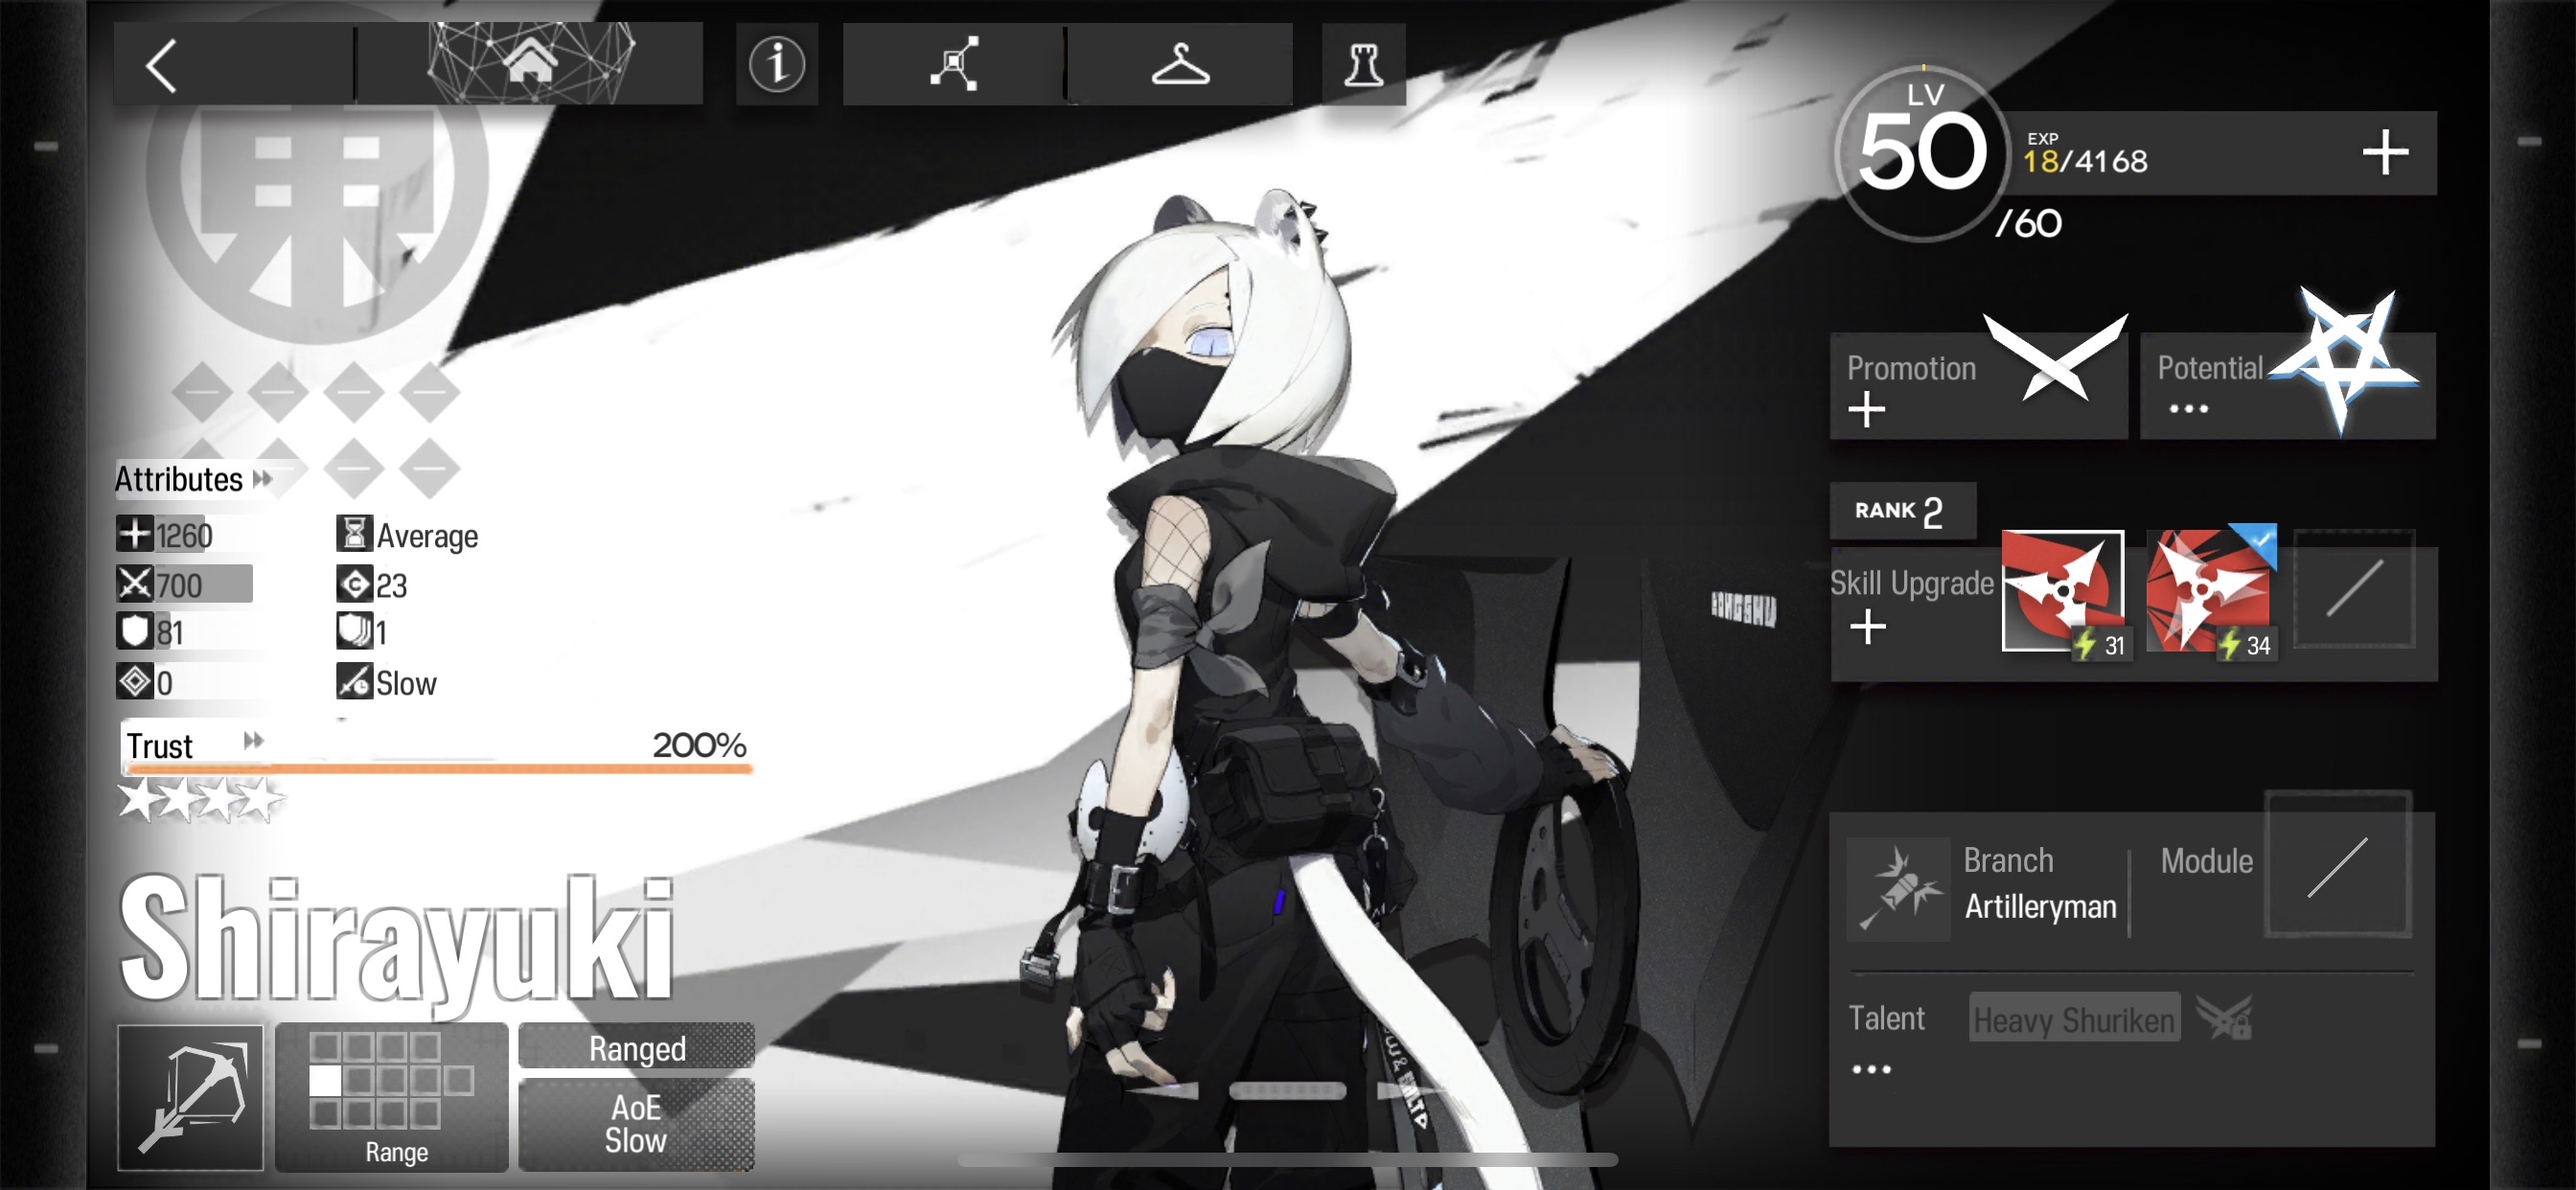 LV
50
EXP
18/4168
/60
Promotion
Potential
RANK 2
Skill Upgrade
31
34
Attributes
1260
Average
700
23
81
1
0
Slow
Trust
200%
Shirayuki
Range
Ranged
AoE
Slow
Branch
Artilleryman
Module
Talent
Heavy Shuriken